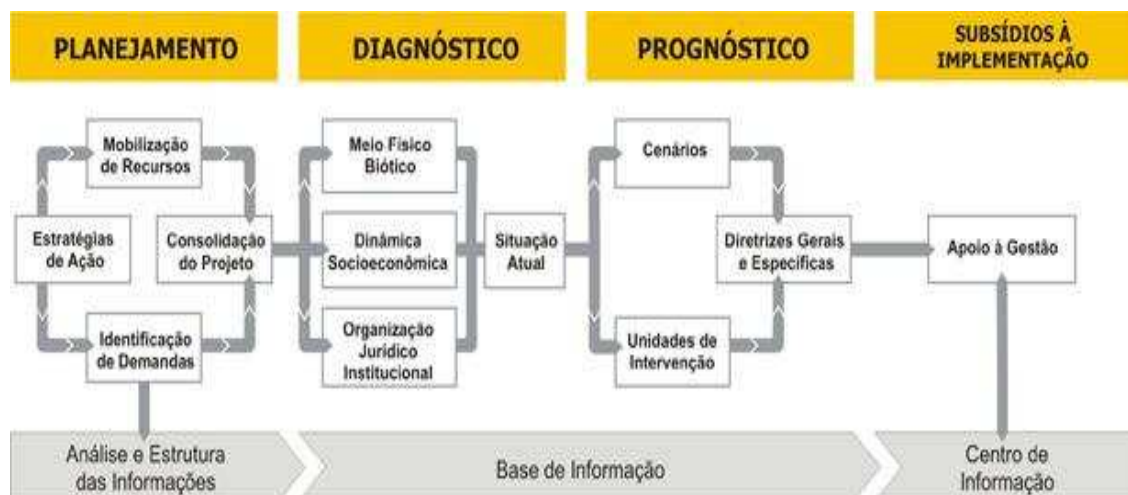 PLANEJAMENTO
DIAGNÓSTICO
PROGNÓSTICO
SUBSÍDIOS À
IMPLEMENTAÇÃO
Mobilização
de Recursos
Estratégias
de Ação
Consolidação
do Projeto
Identificação
de Demandas
Meio Físico
Biótico
Dinâmica
Socioeconômica
Organização
Jurídico
Institucional
Situação
Atual
Cenários
Unidades de
Intervenção
Diretrizes Gerais
e Específicas
Apoio à Gestão
Análise e Estrutura
das Informações
Base de Informação
Centro de
Informação